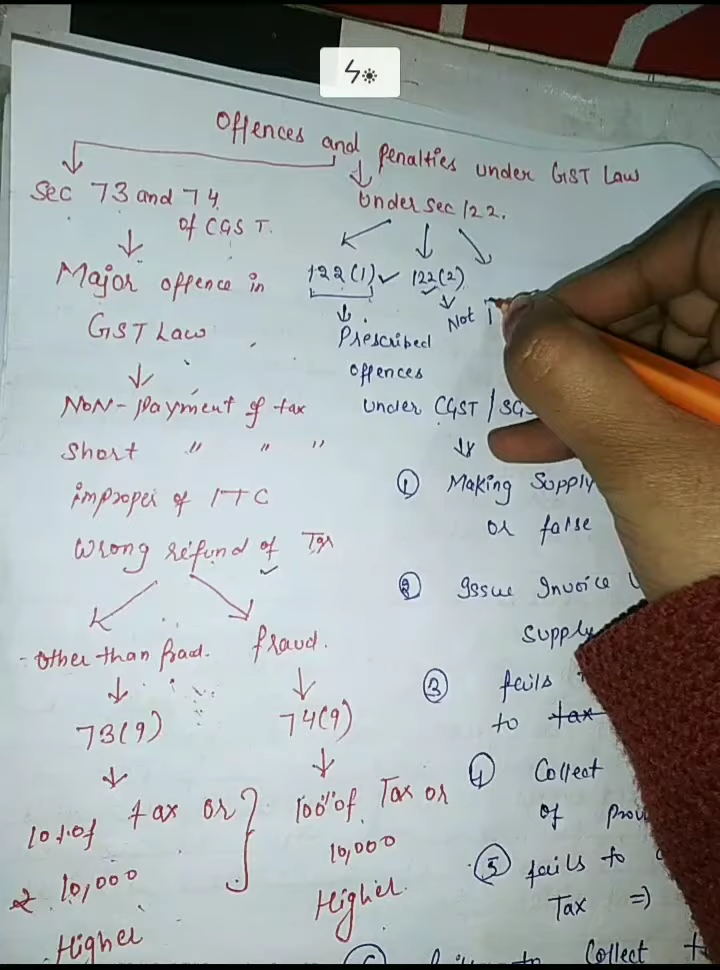 Offences and Penalties under GST Law
Sec 73 and 74
of CGST.
Major offence in
GST Law
Non-payment of tax
Short " " "
improper of ITC
Wrong refund of Tax
Other than fraud.
fraud.
73(9)
74(9)
10% of tax or
₹ 10,000
Higher
100% of Tax or
10,000
Higher.
Under Sec 122.
122(1) ✓ 122(2)
Not
Prescribed
offences
under CGST / SGS
① Making Supply
or false
② Issue Invoice
Supply
③ fails
to tax
④ Collect
of
⑤ fails to
Tax =>
Collect